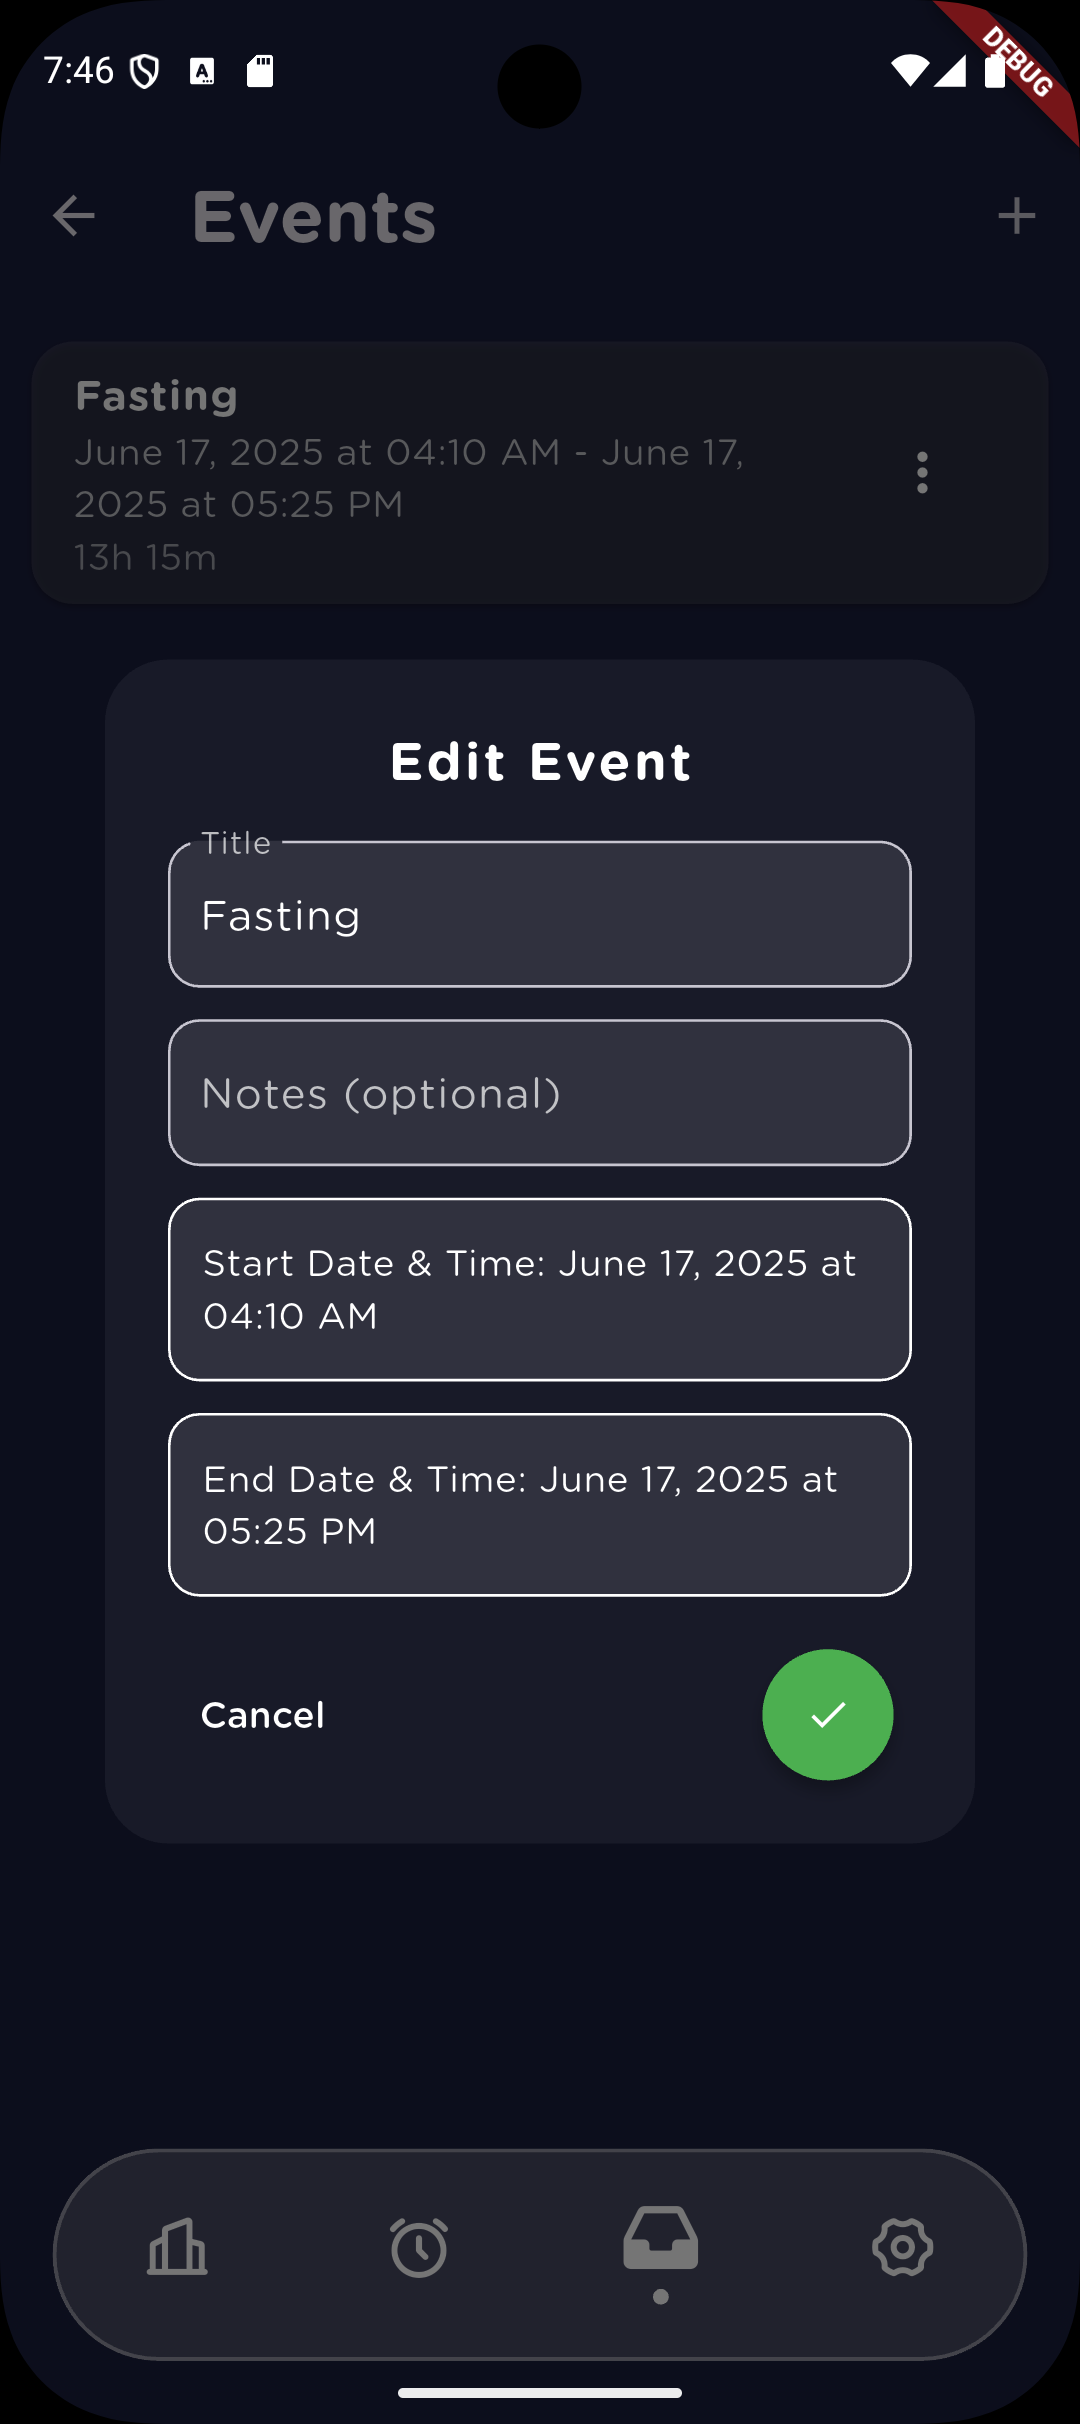 7:46
DEBUG
Events
Fasting
June 17, 2025 at 04:10 AM - June 17,
2025 at 05:25 PM
13h 15m
Edit Event
Title
Fasting
Notes (optional)
Start Date & Time: June 17, 2025 at
04:10 AM
End Date & Time: June 17, 2025 at
05:25 PM
Cancel